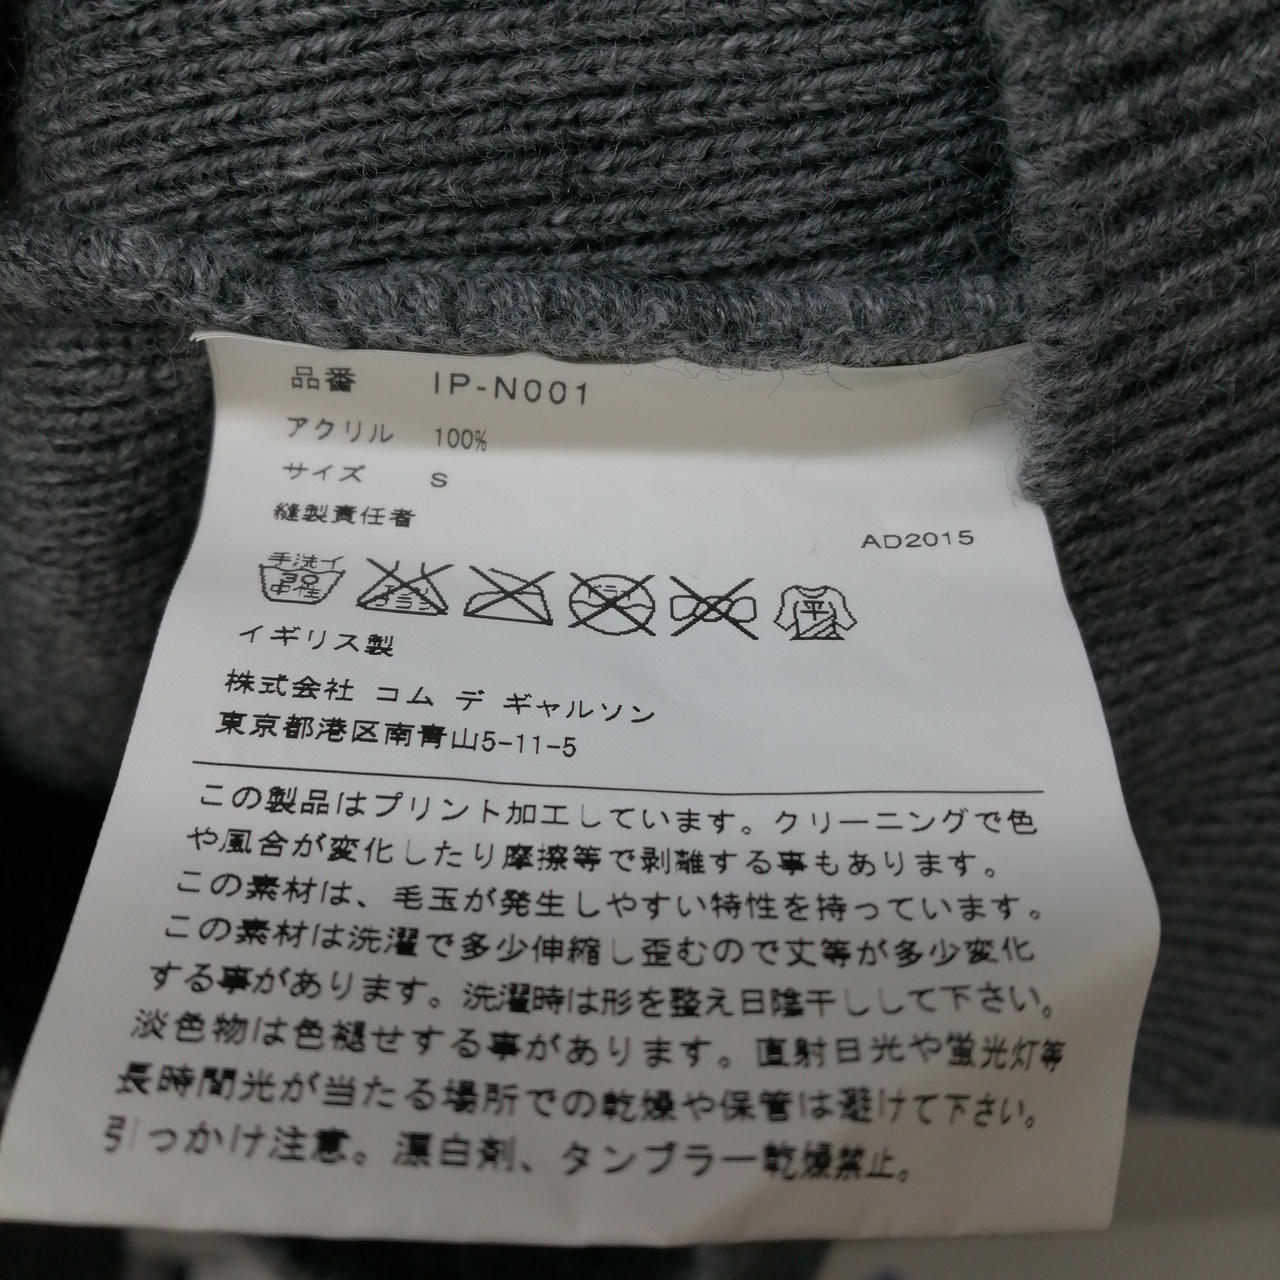 品番 IP-N001
アクリル 100%
サイズ S
縫製責任者
AD2015
手洗イ
中性
平
イギリス製
株式会社 コム デ ギャルソン
東京都港区南青山5-11-5
この製品はプリント加工しています。クリーニングで色
や風合が変化したり摩擦等で剥離する事もあります。
この素材は、毛玉が発生しやすい特性を持っています。
この素材は洗濯で多少伸縮し歪むので丈等が多少変化
する事があります。洗濯時は形を整え日陰干しして下さい。
淡色物は色褪せする事があります。直射日光や蛍光灯等
長時間光が当たる場所での乾燥や保管は避けて下さい。
引っかけ注意。漂白剤、タンブラー乾燥禁止。